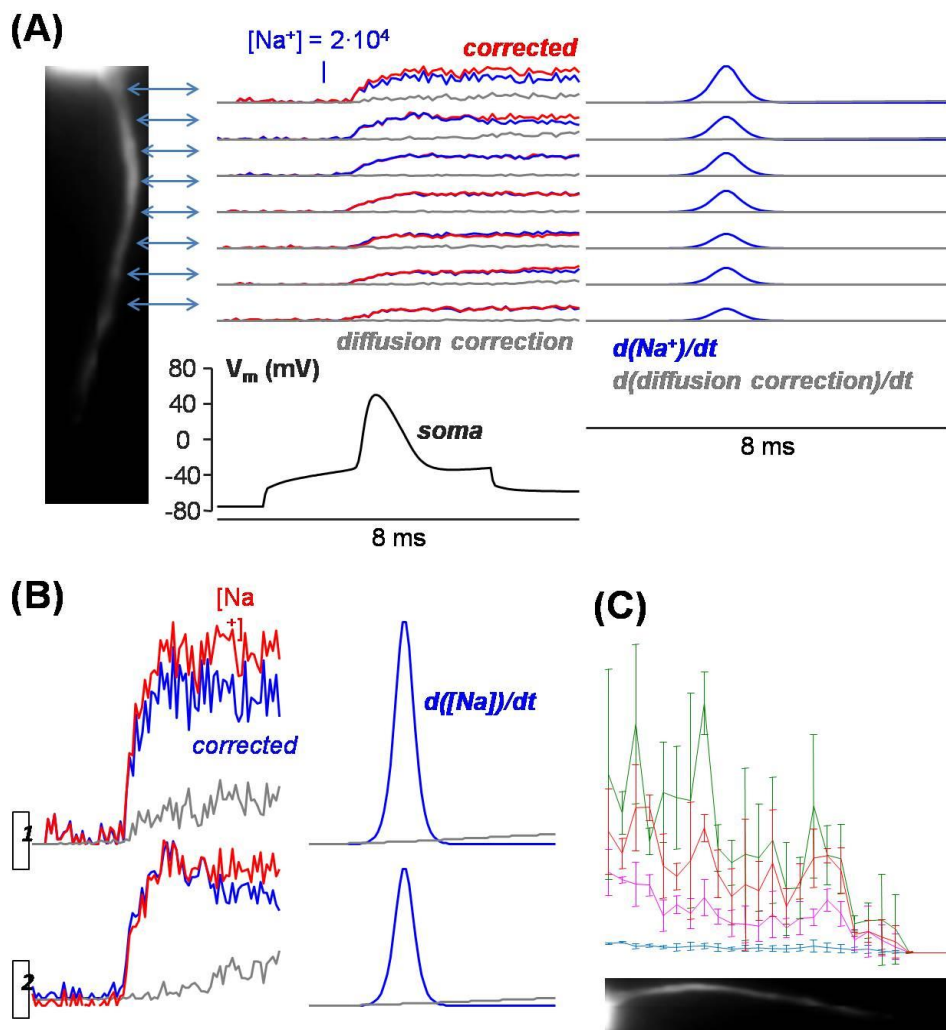 (A)
[Na⁺] = 2·10⁴
corrected
diffusion correction
d(Na⁺)/dt
d(diffusion correction)/dt
8 ms
80
40
0
-40
-80
Vₘ (mV)
soma
8 ms
(B)
[Na
+]
corrected
d([Na])/dt
1
2
(C)